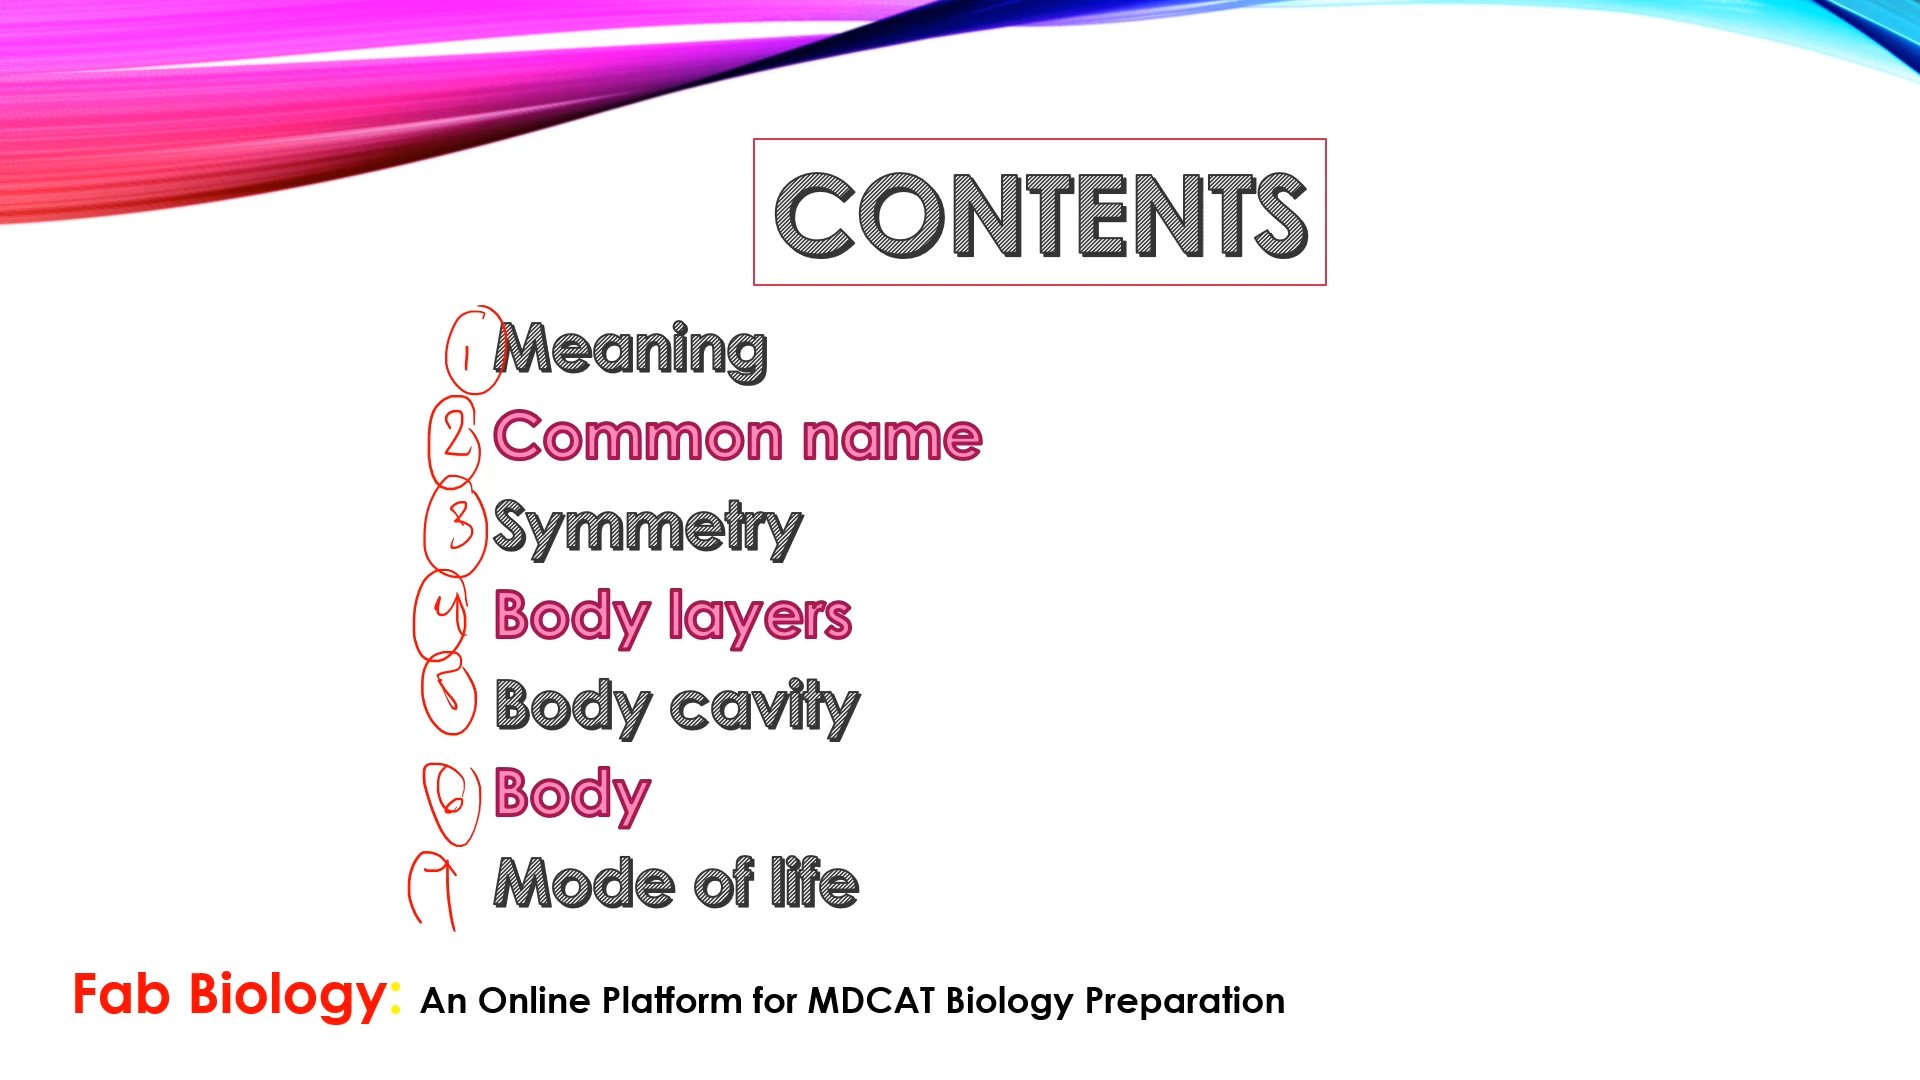 CONTENTS
1 Meaning
2 Common name
3 Symmetry
4 Body layers
5 Body cavity
6 Body
7 Mode of life
Fab Biology: An Online Platform for MDCAT Biology Preparation